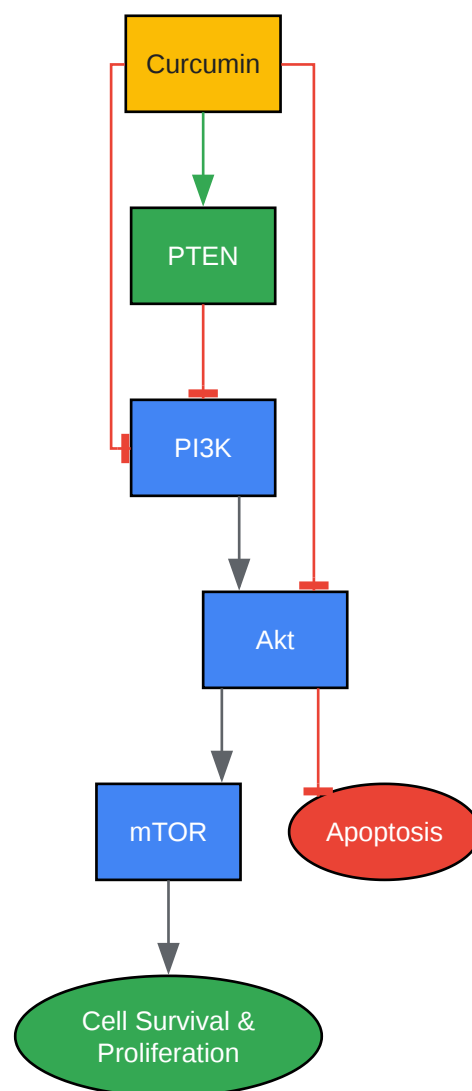 Curcumin
PTEN
PI3K
Akt
mTOR
Apoptosis
Cell Survival &
Proliferation